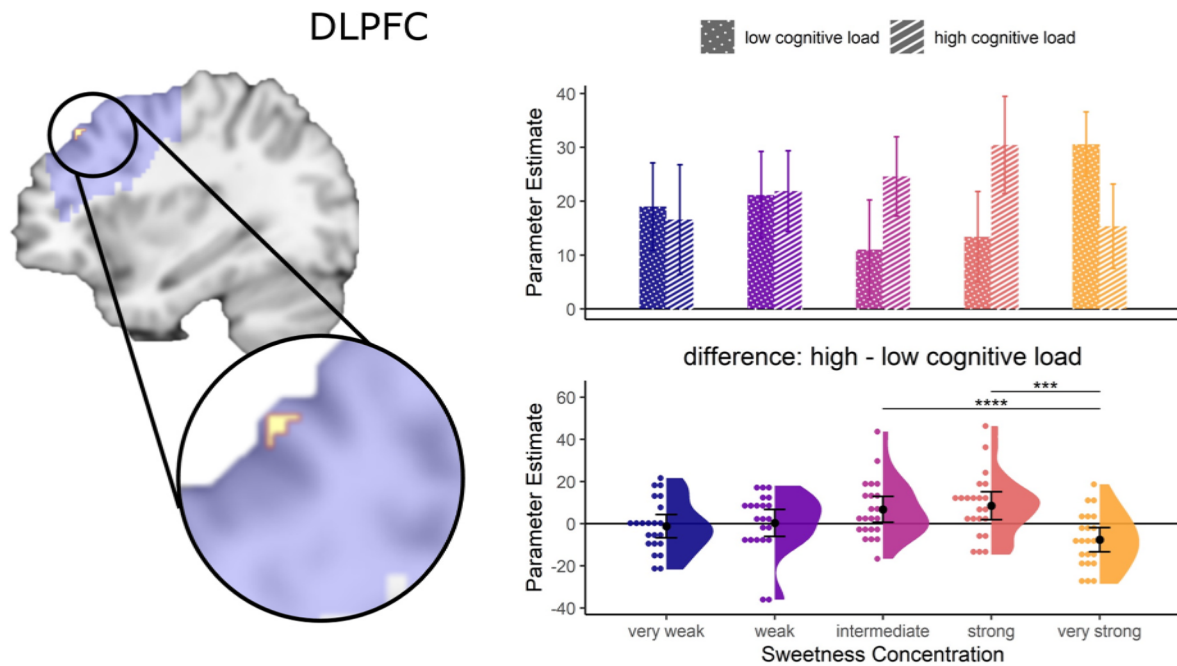 DLPFC
low cognitive load
high cognitive load
Parameter Estimate
40
30
20
10
0
difference: high - low cognitive load
Parameter Estimate
60
40
20
0
-20
-40
***
****
very weak
weak
intermediate
strong
very strong
Sweetness Concentration